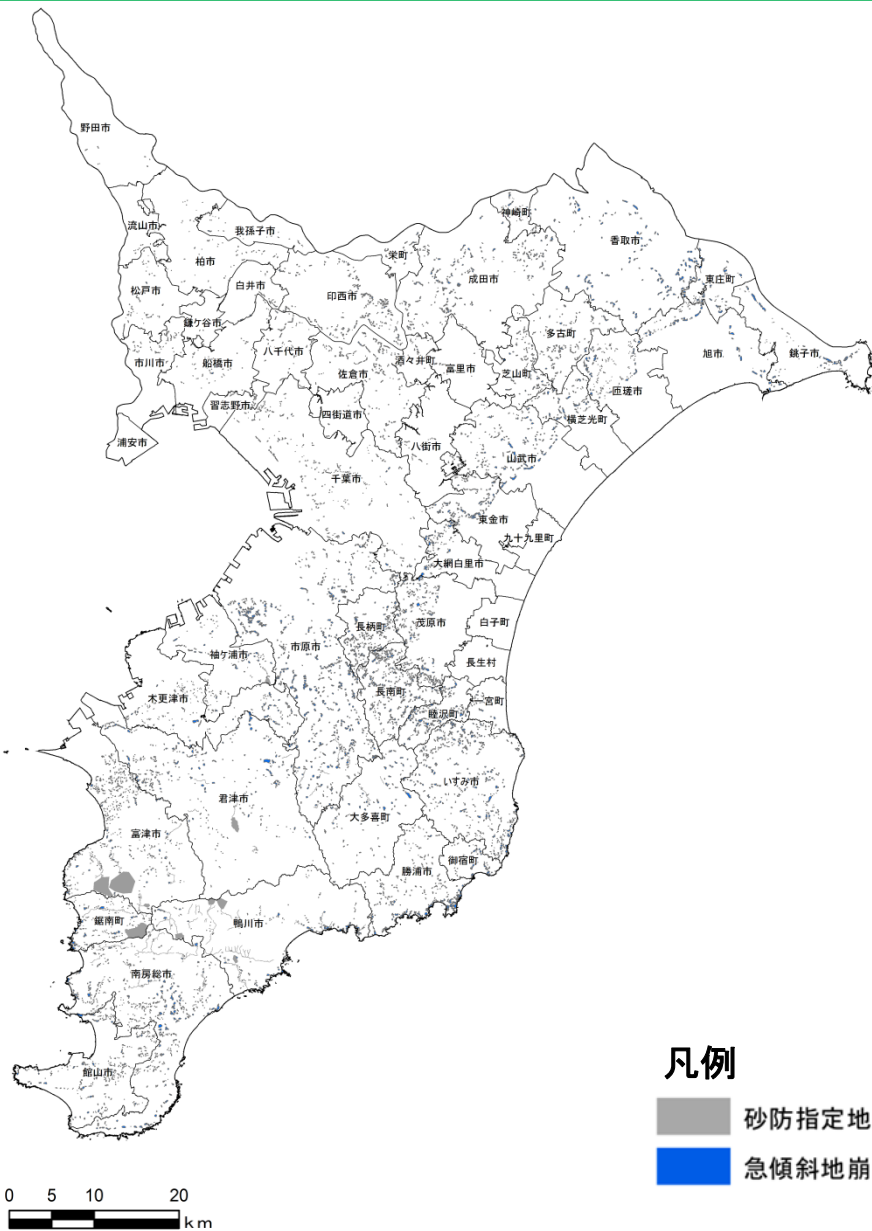 野田市
流山市
我孫子市
柏市
松戸市
白井市
鎌ケ谷市
市川市
船橋市
八千代市
習志野市
浦安市
印西市
栄町
成田市
神崎町
香取市
東庄町
銚子市
旭市
匝瑳市
多古町
横芝光町
芝山町
富里市
酒々井町
佐倉市
四街道市
八街市
山武市
千葉市
東金市
九十九里町
大網白里市
茂原市
白子町
長柄町
長生村
市原市
袖ケ浦市
木更津市
長南町
睦沢町
一宮町
いすみ市
君津市
大多喜町
富津市
勝浦市
御宿町
鋸南町
鴨川市
南房総市
館山市
凡例
砂防指定地
急傾斜地崩
0 5 10 20
km